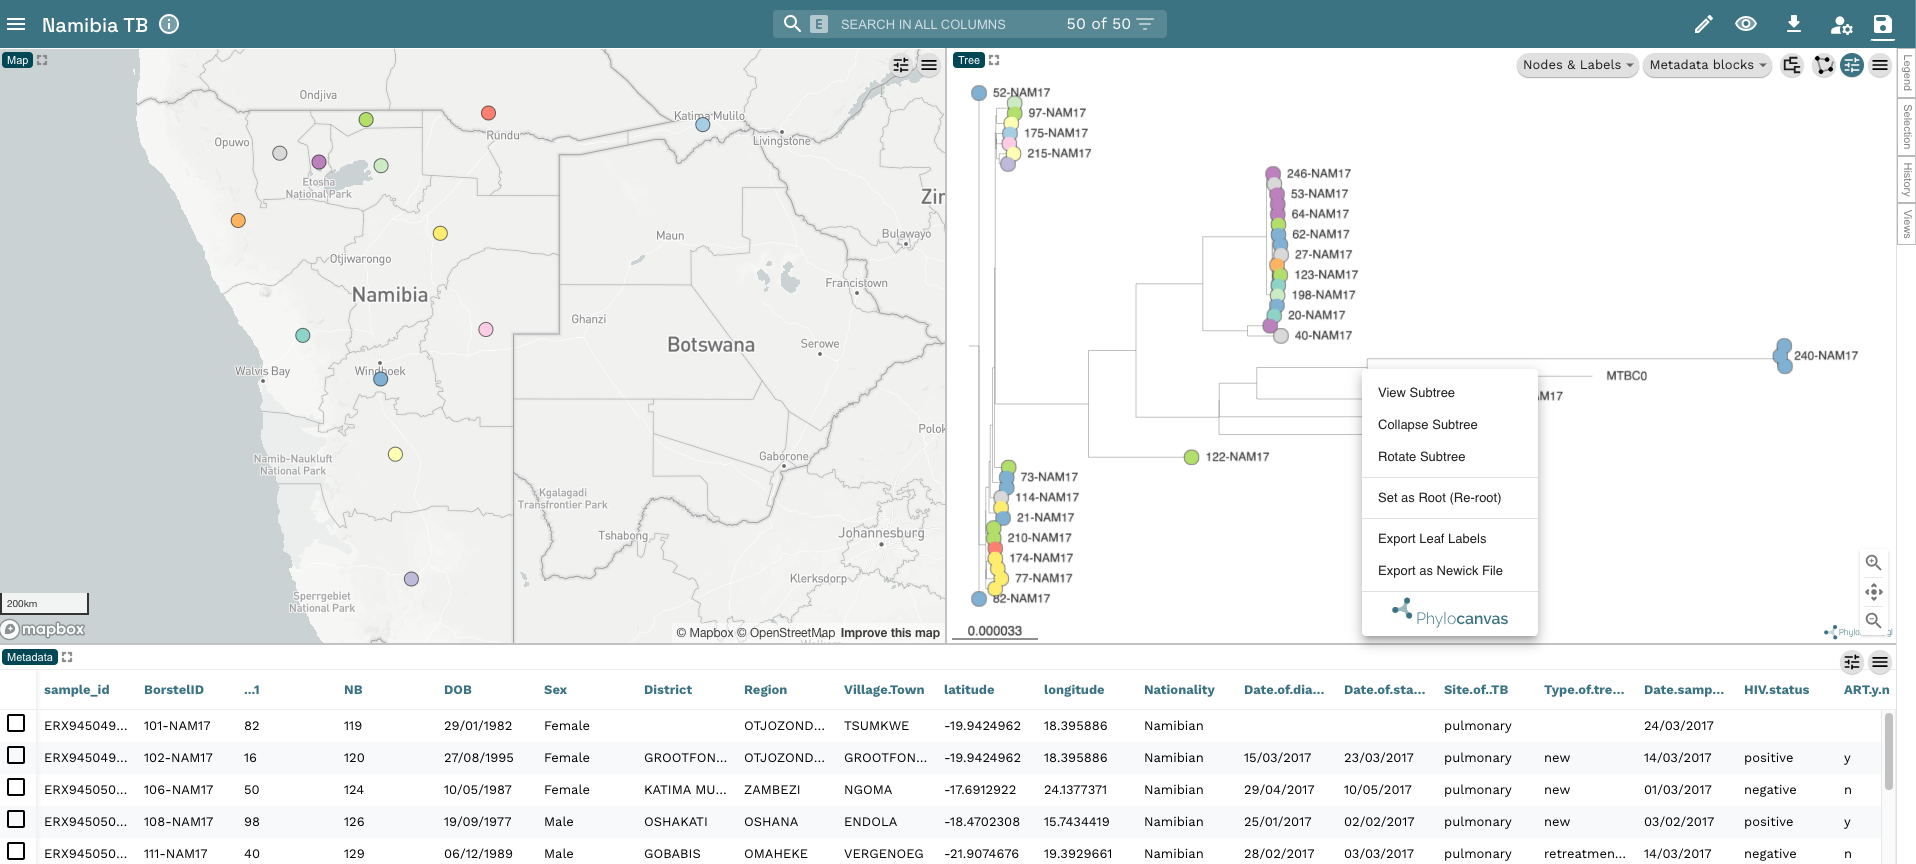 Namibia TB
E SEARCH IN ALL COLUMNS 50 of 50
Map
Ondjiva
Opuwo
Rundu
Katima Mulilo
Livingstone
Etosha
National Park
Zir
Otjiwarongo
Maun
Bulawayo
Namibia
Francistown
Ghanzi
Botswana
Serowe
Walvis Bay
Windhoek
Namib-Naukluft
National Park
Polok
Gaborone
Kgalagadi
Transfrontier Park
Tshabong
Johannesburg
Klerksdorp
Sperrgebiet
National Park
200km
mapbox
© Mapbox © OpenStreetMap Improve this map
Tree
Nodes & Labels
Metadata blocks
52-NAM17
97-NAM17
175-NAM17
215-NAM17
246-NAM17
53-NAM17
64-NAM17
62-NAM17
27-NAM17
123-NAM17
198-NAM17
20-NAM17
40-NAM17
240-NAM17
MTBC0
AM17
122-NAM17
73-NAM17
114-NAM17
21-NAM17
210-NAM17
174-NAM17
77-NAM17
82-NAM17
0.000033
View Subtree
Collapse Subtree
Rotate Subtree
Set as Root (Re-root)
Export Leaf Labels
Export as Newick File
Phylocanvas
Legend
Selection
History
Views
Metadata
sample_id BorstelID ...1 NB DOB Sex District Region Village.Town latitude longitude Nationality Date.of.dia... Date.of.sta... Site.of..TB Type.of.tre... Date.samp... HIV.status ART.y.n
ERX945049... 101-NAM17 82 119 29/01/1982 Female OTJOZOND... TSUMKWE -19.9424962 18.395886 Namibian pulmonary 24/03/2017
ERX945049... 102-NAM17 16 120 27/08/1995 Female GROOTFON... OTJOZOND... GROOTFON... -19.9424962 18.395886 Namibian 15/03/2017 23/03/2017 pulmonary new 14/03/2017 positive y
ERX945050... 106-NAM17 50 124 10/05/1987 Female KATIMA MU... ZAMBEZI NGOMA -17.6912922 24.1377371 Namibian 29/04/2017 10/05/2017 pulmonary new 01/03/2017 negative n
ERX945050... 108-NAM17 98 126 19/09/1977 Male OSHAKATI OSHANA ENDOLA -18.4702308 15.7434419 Namibian 25/01/2017 02/02/2017 pulmonary new 03/02/2017 positive y
ERX945050... 111-NAM17 40 129 06/12/1989 Male GOBABIS OMAHEKE VERGENOEG -21.9074676 19.3929661 Namibian 28/02/2017 03/03/2017 pulmonary retreatmen... 14/03/2017 negative n